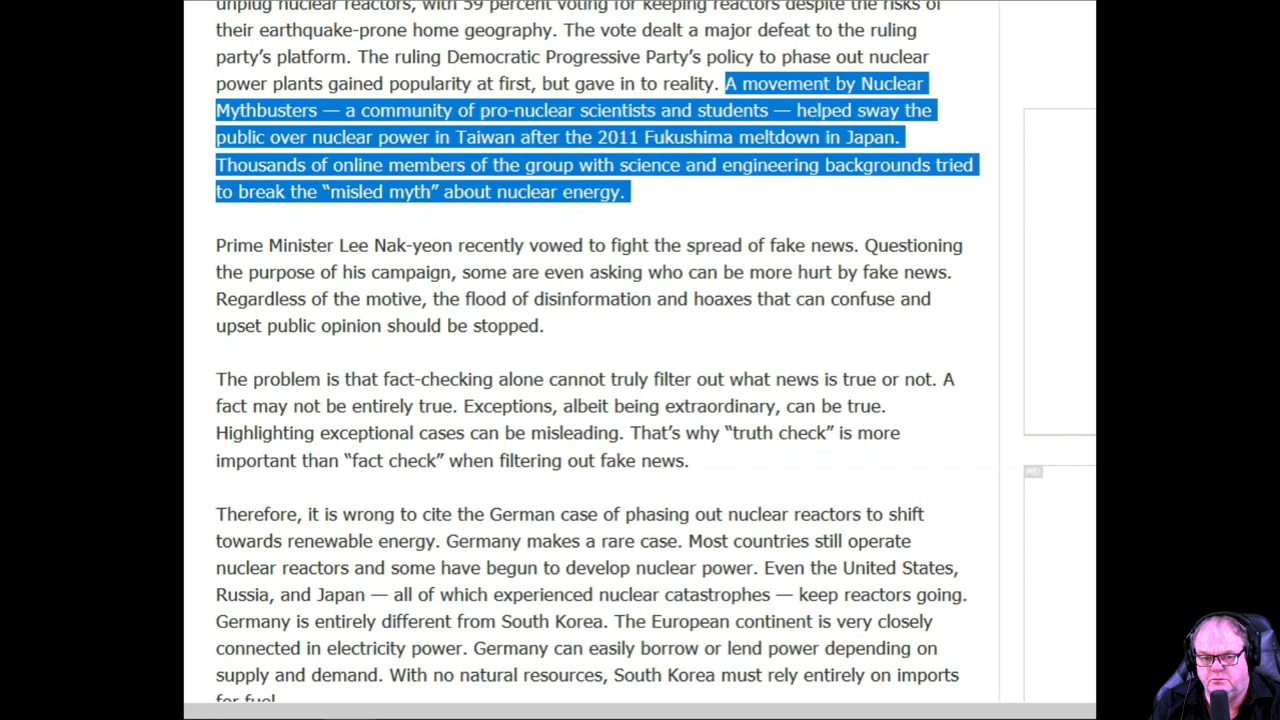 unplug nuclear reactors, with 59 percent voting for keeping reactors despite the risks of
their earthquake-prone home geography. The vote dealt a major defeat to the ruling
party’s platform. The ruling Democratic Progressive Party’s policy to phase out nuclear
power plants gained popularity at first, but gave in to reality. A movement by Nuclear
Mythbusters — a community of pro-nuclear scientists and students — helped sway the
public over nuclear power in Taiwan after the 2011 Fukushima meltdown in Japan.
Thousands of online members of the group with science and engineering backgrounds tried
to break the “misled myth” about nuclear energy.
Prime Minister Lee Nak-yeon recently vowed to fight the spread of fake news. Questioning
the purpose of his campaign, some are even asking who can be more hurt by fake news.
Regardless of the motive, the flood of disinformation and hoaxes that can confuse and
upset public opinion should be stopped.
The problem is that fact-checking alone cannot truly filter out what news is true or not. A
fact may not be entirely true. Exceptions, albeit being extraordinary, can be true.
Highlighting exceptional cases can be misleading. That’s why “truth check” is more
important than “fact check” when filtering out fake news.
Therefore, it is wrong to cite the German case of phasing out nuclear reactors to shift
towards renewable energy. Germany makes a rare case. Most countries still operate
nuclear reactors and some have begun to develop nuclear power. Even the United States,
Russia, and Japan — all of which experienced nuclear catastrophes — keep reactors going.
Germany is entirely different from South Korea. The European continent is very closely
connected in electricity power. Germany can easily borrow or lend power depending on
supply and demand. With no natural resources, South Korea must rely entirely on imports
for fuel
AD